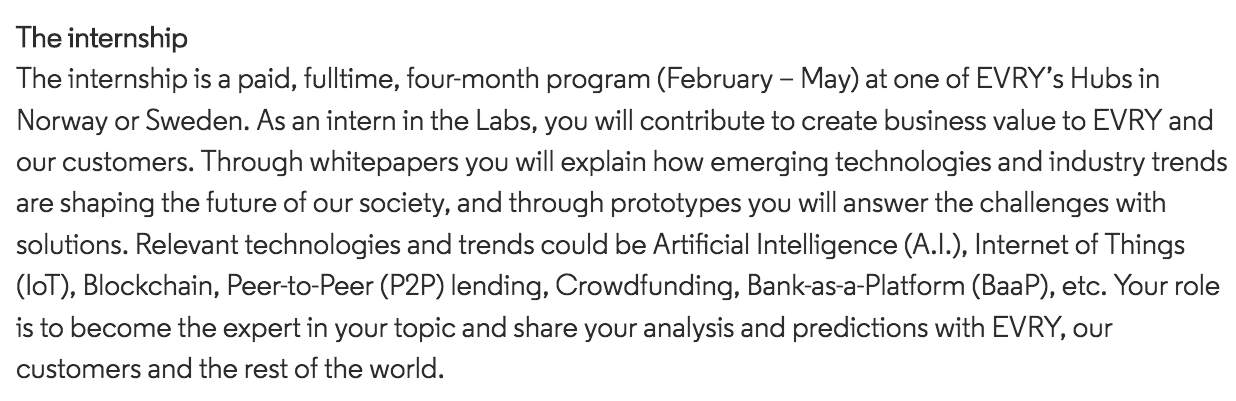 The internship
The internship is a paid, fulltime, four-month program (February – May) at one of EVRY's Hubs in
Norway or Sweden. As an intern in the Labs, you will contribute to create business value to EVRY and
our customers. Through whitepapers you will explain how emerging technologies and industry trends
are shaping the future of our society, and through prototypes you will answer the challenges with
solutions. Relevant technologies and trends could be Artificial Intelligence (A.I.), Internet of Things
(IoT), Blockchain, Peer-to-Peer (P2P) lending, Crowdfunding, Bank-as-a-Platform (BaaP), etc. Your role
is to become the expert in your topic and share your analysis and predictions with EVRY, our
customers and the rest of the world.